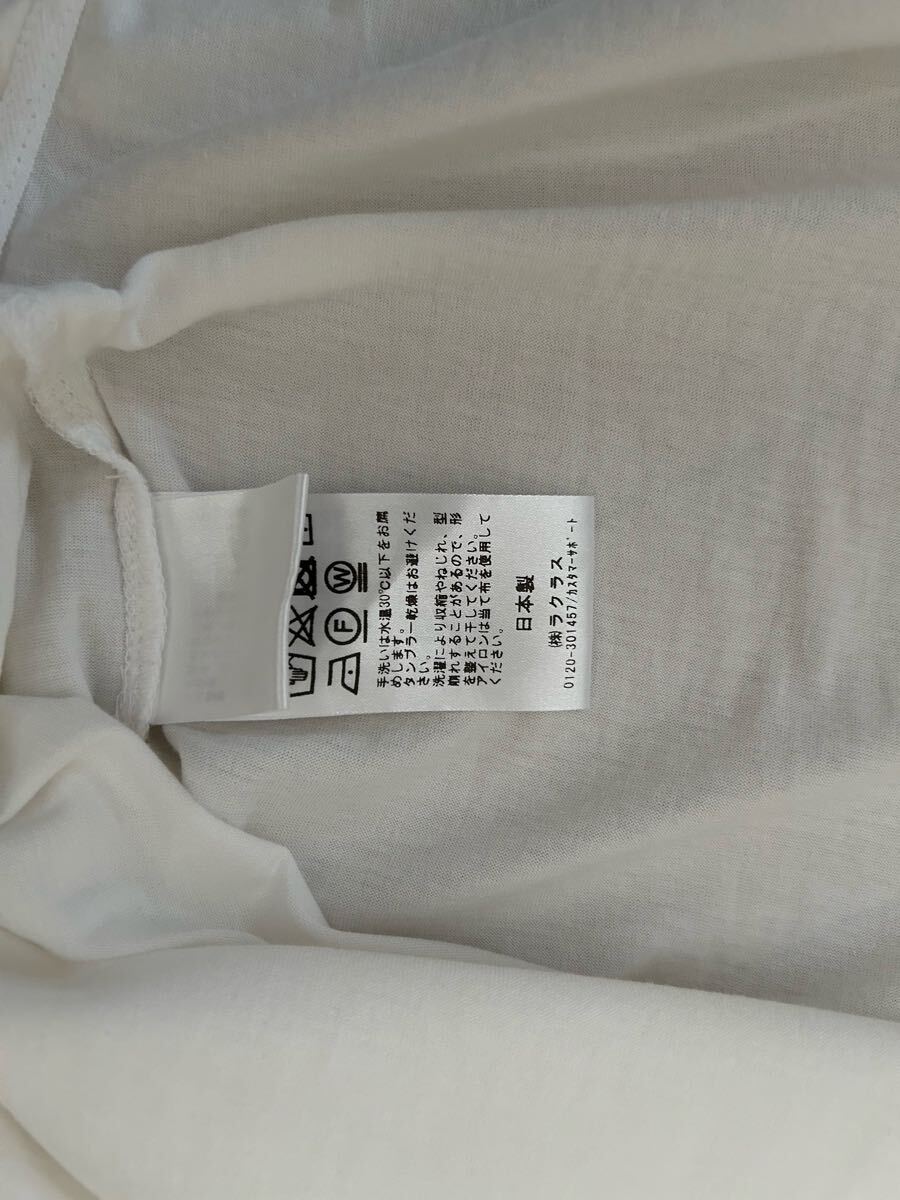 F W
手洗いは水温30℃以下をお薦
めします。
タンブラー乾燥はお避けくだ
さい。
洗濯により収縮やねじれ、型
崩れすることがあるので、形
を整えて干してください。
アイロンは当て布を使用して
ください。
日本製
(株)ラクラス
0120-301457/カスタマーサポート